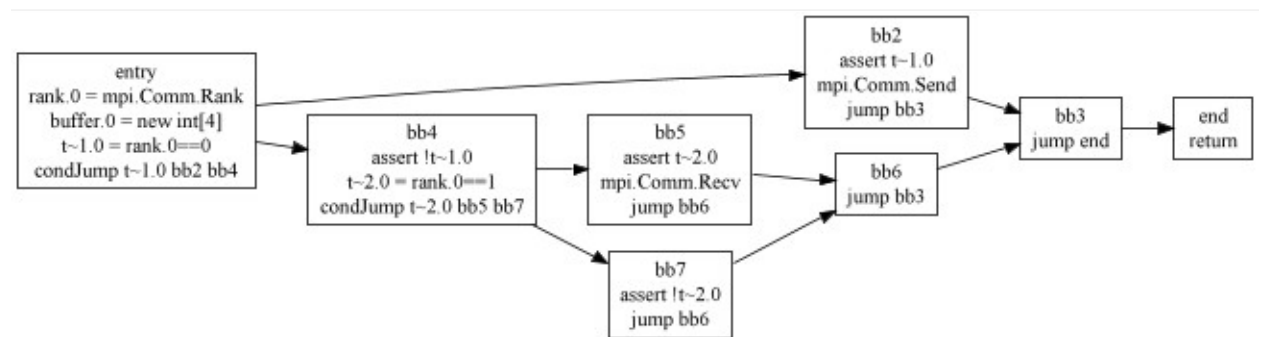 entry
rank.0 = mpi.Comm.Rank
buffer.0 = new int[4]
t~1.0 = rank.0==0
condJump t~1.0 bb2 bb4
bb2
assert t~1.0
mpi.Comm.Send
jump bb3
bb4
assert !t~1.0
t~2.0 = rank.0==1
condJump t~2.0 bb5 bb7
bb5
assert t~2.0
mpi.Comm.Recv
jump bb6
bb7
assert !t~2.0
jump bb6
bb6
jump bb3
bb3
jump end
end
return